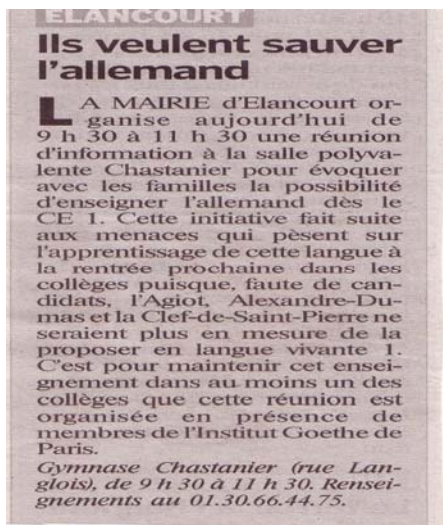 ELANCOURT
Ils veulent sauver
l'allemand
LA MAIRIE d'Elancourt or-
ganise aujourd'hui de
9 h 30 à 11 h 30 une réunion
d'information à la salle polyva-
lente Chastanier pour évoquer
avec les familles la possibilité
d'enseigner l'allemand dès le
CE 1. Cette initiative fait suite
aux menaces qui pèsent sur
l'apprentissage de cette langue à
la rentrée prochaine dans les
collèges puisque, faute de can-
didats, l'Agiot, Alexandre-Du-
mas et la Clef-de-Saint-Pierre ne
seraient plus en mesure de la
proposer en langue vivante 1.
C'est pour maintenir cet ensei-
gnement dans au moins un des
collèges que cette réunion est
organisée en présence de
membres de l'Institut Goethe de
Paris.
Gymnase Chastanier (rue Lan-
glois), de 9 h 30 à 11 h 30. Rensei-
gnements au 01.30.66.44.75.